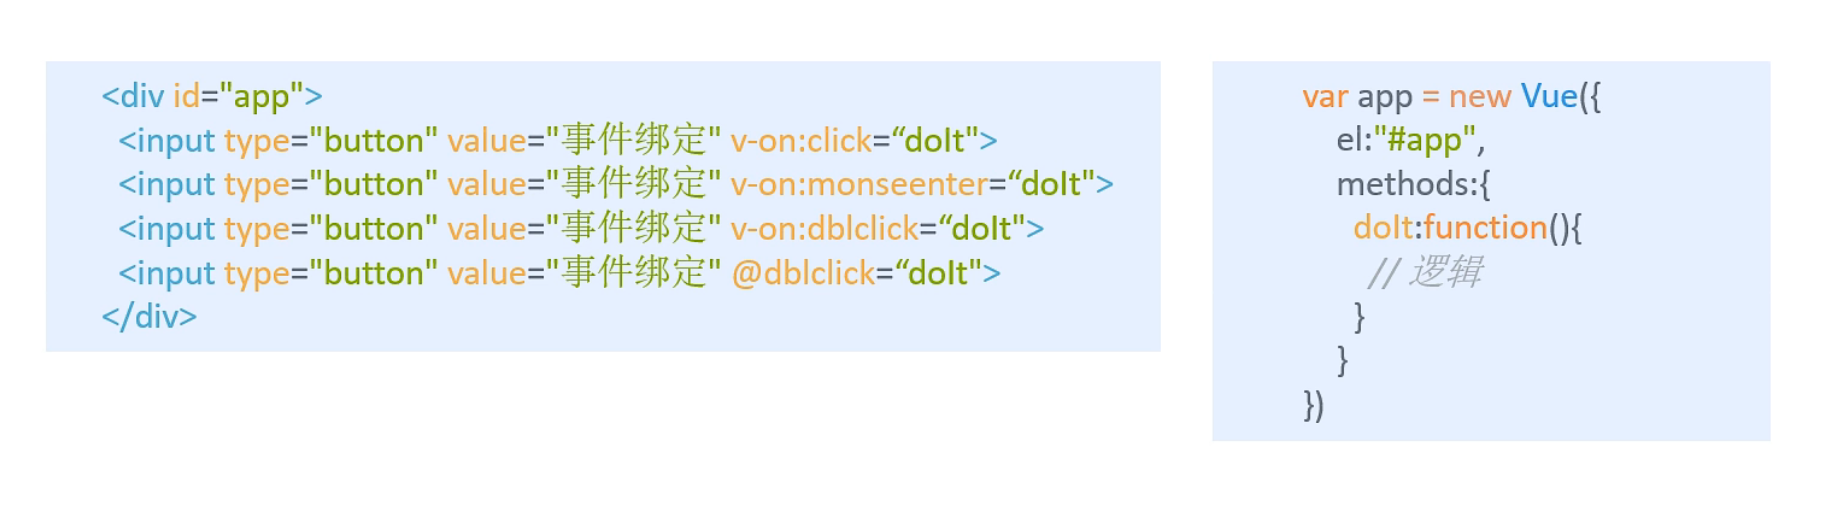 <div id="app">
<input type="button" value="事件绑定" v-on:click=“doIt">
<input type="button" value="事件绑定" v-on:monseenter=“doIt">
<input type="button" value="事件绑定" v-on:dblclick=“doIt">
<input type="button" value="事件绑定" @dblclick=“doIt">
</div>
var app = new Vue({
el:"#app",
methods:{
doIt:function(){
// 逻辑
}
}
})